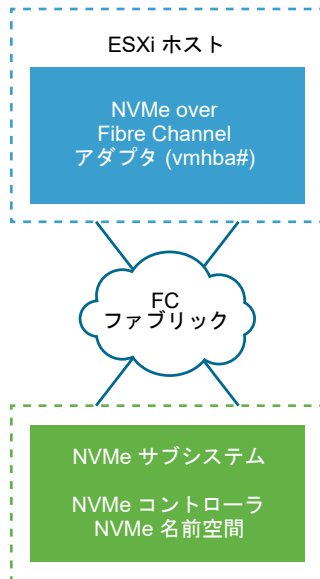 ESXi ホスト
NVMe over
Fibre Channel
アダプタ (vmhba#)
FC
ファブリック
NVMe サブシステム
NVMe コントローラ
NVMe 名前空間